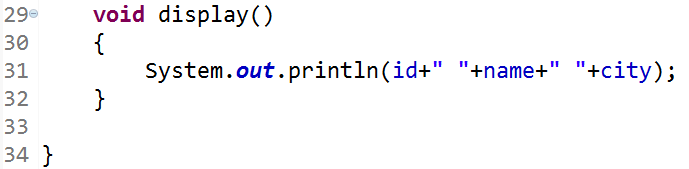 29 void display()
30 {
31 System.out.println(id+" "+name+" "+city);
32 }
33
34 }